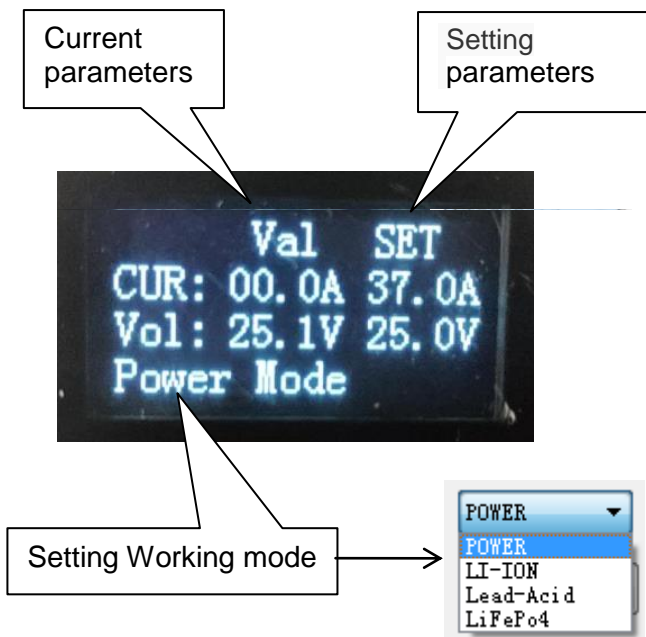 Current
parameters
Setting
parameters
Val SET
CUR: 00.0A 37.0A
Vol: 25.1V 25.0V
Power Mode
Setting Working mode
POWER
POWER
LI-ION
Lead-Acid
LiFePo4